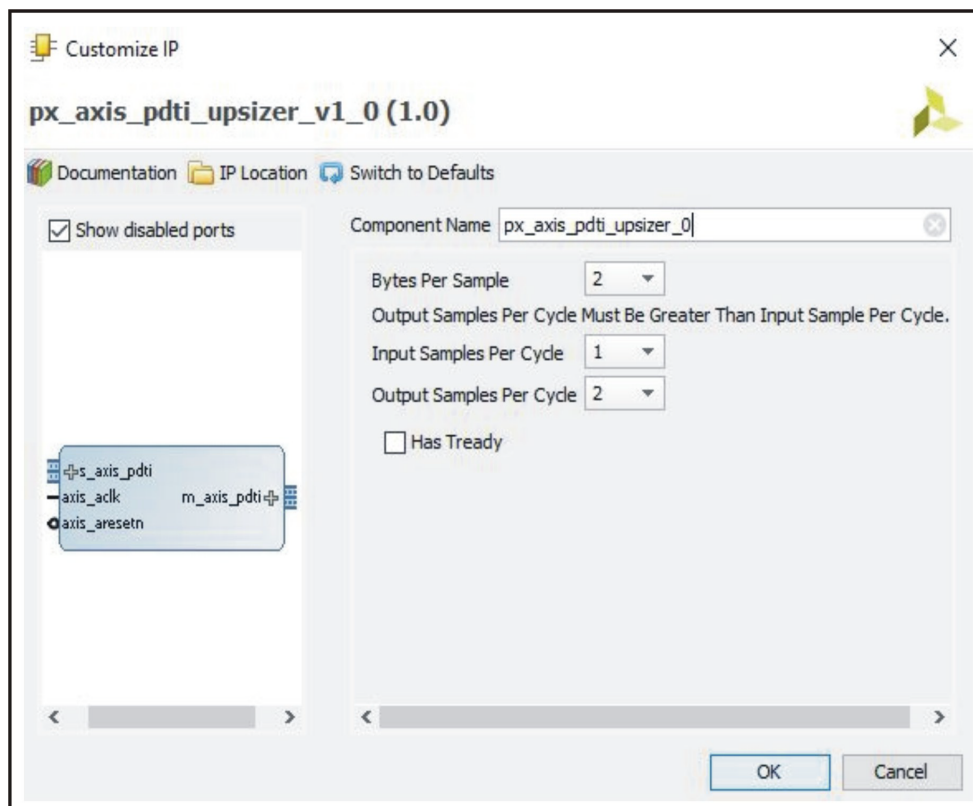 Customize IP
px_axis_pdti_upsizer_v1_0 (1.0)
Documentation IP Location Switch to Defaults
Show disabled ports
s_axis_pdti
axis_aclk m_axis_pdti
axis_aresetn
Component Name px_axis_pdti_upsizer_0
Bytes Per Sample 2
Output Samples Per Cycle Must Be Greater Than Input Sample Per Cycle.
Input Samples Per Cycle 1
Output Samples Per Cycle 2
Has Tready
OK Cancel